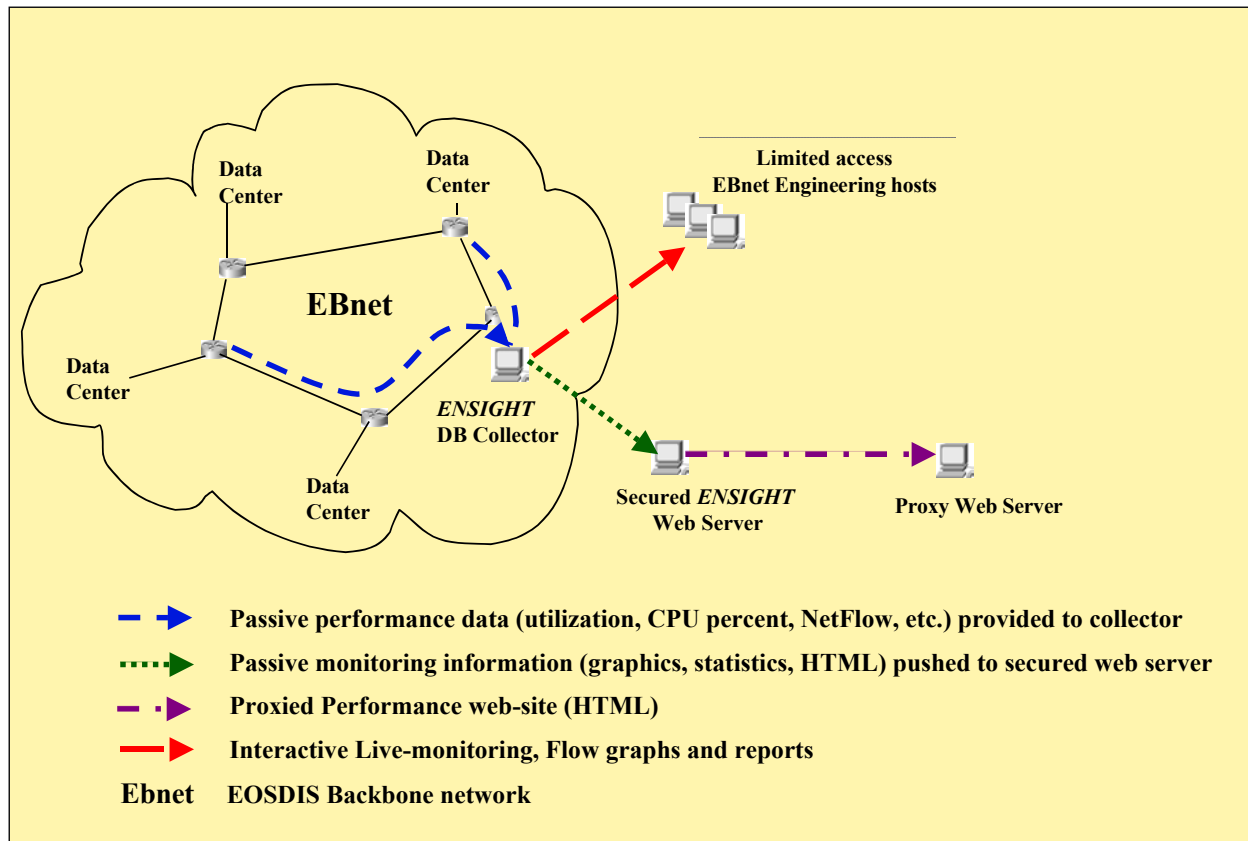 Data
Center
Data
Center
Limited access
EBnet Engineering hosts
EBnet
Data
Center
ENSIGHT
DB Collector
Data
Center
Secured ENSIGHT
Web Server
Proxy Web Server
Passive performance data (utilization, CPU percent, NetFlow, etc.) provided to collector
Passive monitoring information (graphics, statistics, HTML) pushed to secured web server
Proxied Performance web-site (HTML)
Interactive Live-monitoring, Flow graphs and reports
Ebnet EOSDIS Backbone network